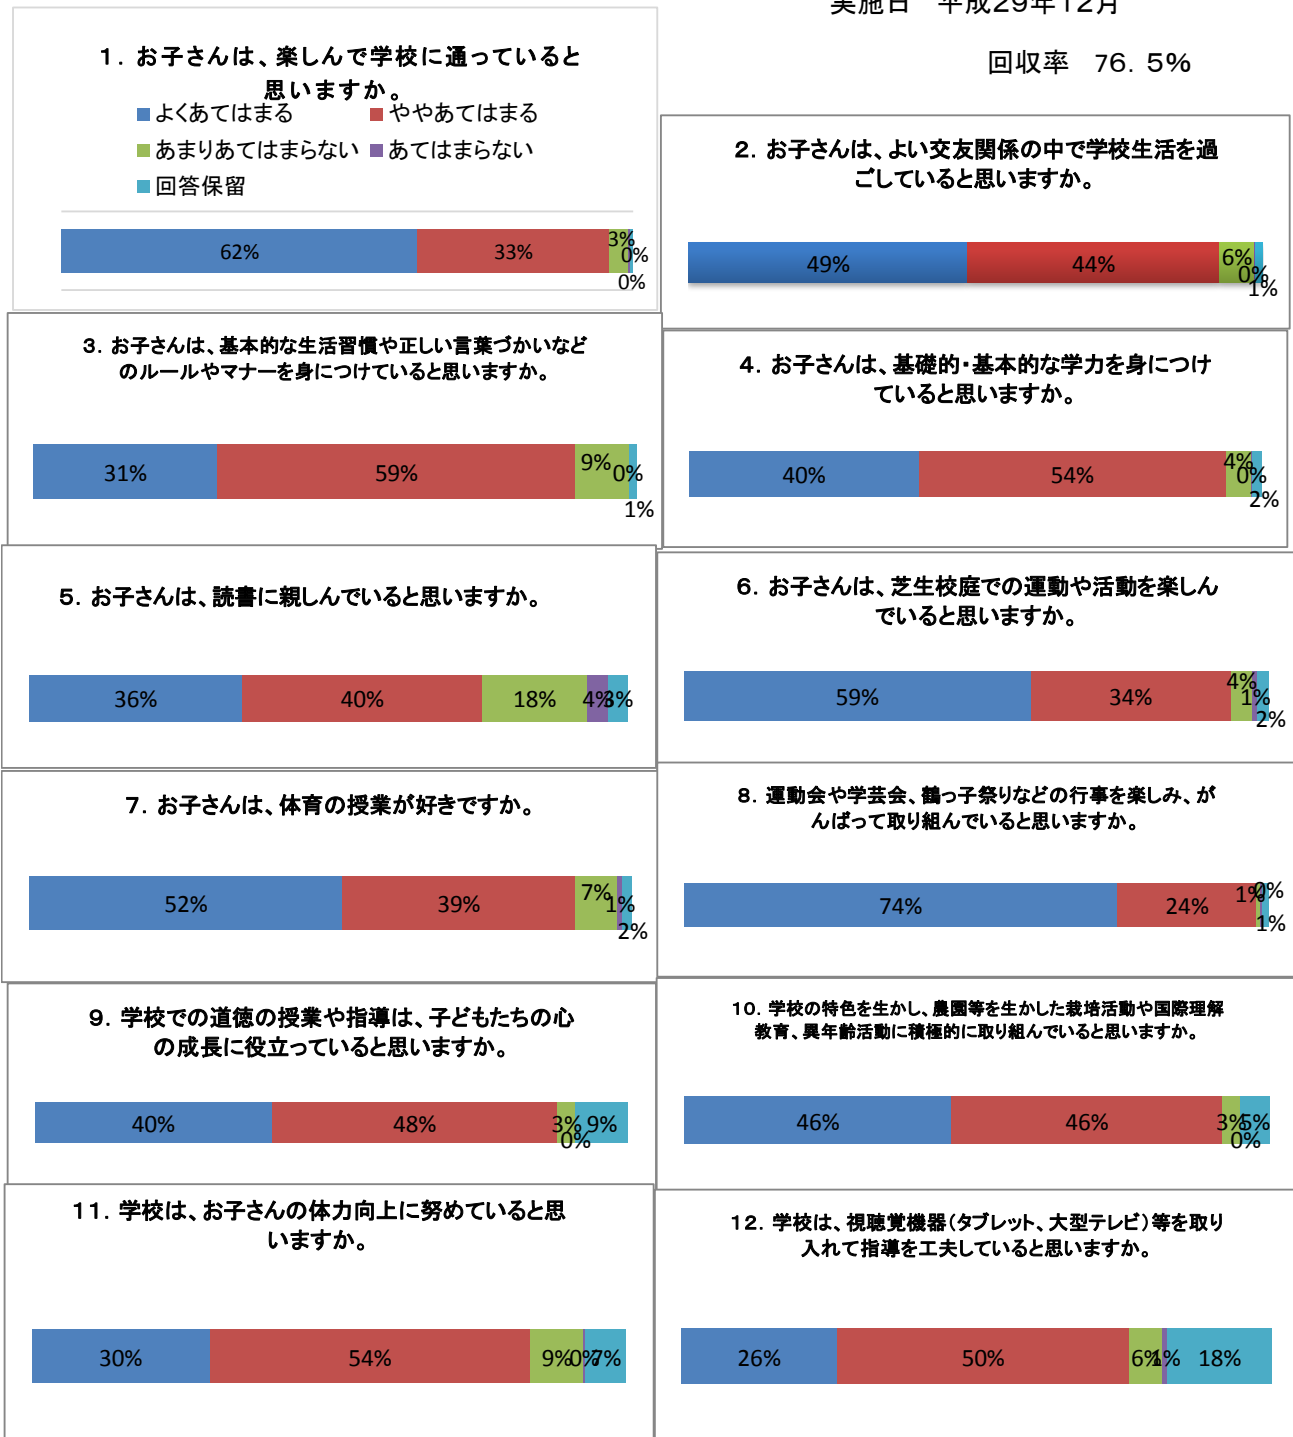 実施日　平成29年12月
回収率　76．5％
1．お子さんは、楽しんで学校に通っていると
思いますか。
よくあてはまる
ややあてはまる
あまりあてはまらない
あてはまらない
回答保留
62%
33%
3%
0%
0%
2．お子さんは、よい交友関係の中で学校生活を過
ごしていると思いますか。
49%
44%
6%
0%
1%
3．お子さんは、基本的な生活習慣や正しい言葉づかいなど
のルールやマナーを身につけていると思いますか。
31%
59%
9%
0%
1%
4．お子さんは、基礎的・基本的な学力を身につけ
ていると思いますか。
40%
54%
4%
0%
2%
5．お子さんは、読書に親しんでいると思いますか。
36%
40%
18%
4%
3%
6．お子さんは、芝生校庭での運動や活動を楽しん
でいると思いますか。
59%
34%
4%
1%
2%
7．お子さんは、体育の授業が好きですか。
52%
39%
7%
1%
2%
8．運動会や学芸会、鶴っ子祭りなどの行事を楽しみ、が
んばって取り組んでいると思いますか。
74%
24%
1%
0%
1%
9．学校での道徳の授業や指導は、子どもたちの心
の成長に役立っていると思いますか。
40%
48%
3%
0%
9%
10．学校の特色を生かし、農園等を生かした栽培活動や国際理解
教育、異年齢活動に積極的に取り組んでいると思いますか。
46%
46%
3%
0%
5%
11．学校は、お子さんの体力向上に努めていると思
いますか。
30%
54%
9%
0%
7%
12．学校は、視聴覚機器（タブレット、大型テレビ）等を取り
入れて指導を工夫していると思いますか。
26%
50%
6%
1%
18%